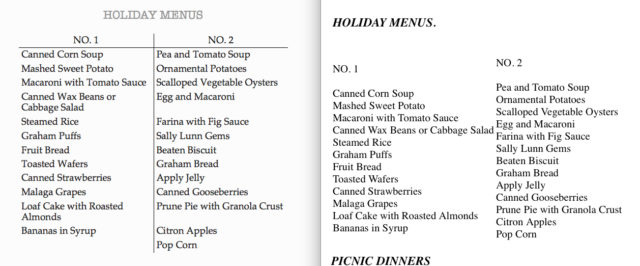 HOLIDAY MENUS
NO. 1
Canned Corn Soup
Mashed Sweet Potato
Macaroni with Tomato Sauce
Canned Wax Beans or
Cabbage Salad
Steamed Rice
Graham Puffs
Fruit Bread
Toasted Wafers
Canned Strawberries
Malaga Grapes
Loaf Cake with Roasted
Almonds
Bananas in Syrup
NO. 2
Pea and Tomato Soup
Ornamental Potatoes
Scalloped Vegetable Oysters
Egg and Macaroni
Farina with Fig Sauce
Sally Lunn Gems
Beaten Biscuit
Graham Bread
Apply Jelly
Canned Gooseberries
Prune Pie with Granola Crust
Citron Apples
Pop Corn
HOLIDAY MENUS.
NO. 1
Canned Corn Soup
Mashed Sweet Potato
Macaroni with Tomato Sauce
Canned Wax Beans or Cabbage Salad
Steamed Rice
Graham Puffs
Fruit Bread
Toasted Wafers
Canned Strawberries
Malaga Grapes
Loaf Cake with Roasted Almonds
Bananas in Syrup
NO. 2
Pea and Tomato Soup
Ornamental Potatoes
Scalloped Vegetable Oysters
Egg and Macaroni
Farina with Fig Sauce
Sally Lunn Gems
Beaten Biscuit
Graham Bread
Apply Jelly
Canned Gooseberries
Prune Pie with Granola Crust
Citron Apples
Pop Corn
PICNIC DINNERS